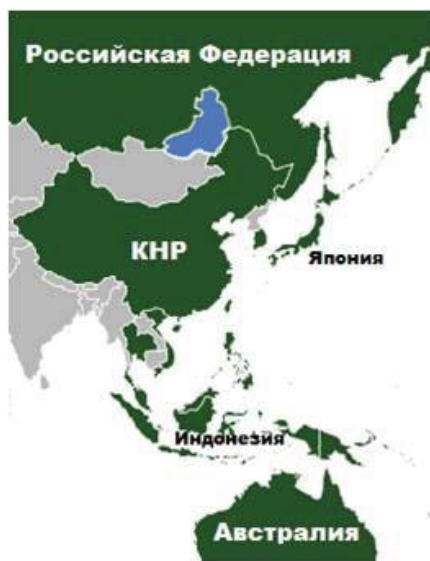 Российская Федерация
КНР
Япония
Индонезия
Австралия